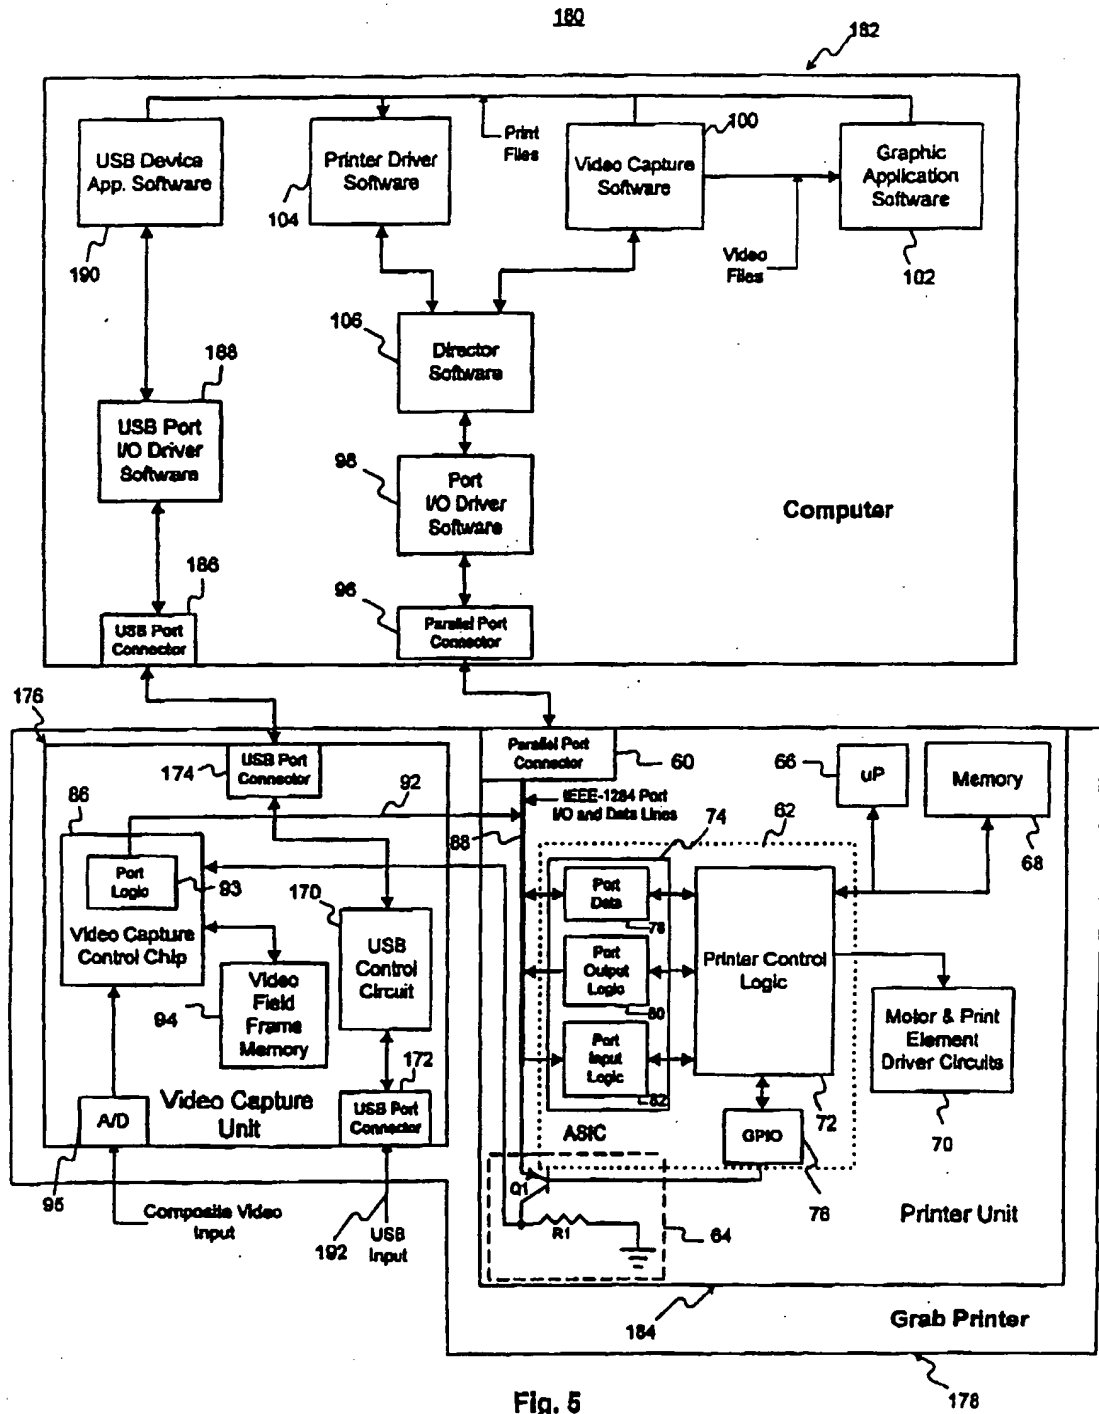 180
182
USB Device
App. Software
190
Printer Driver
Software
104
Print
Files
100
Video Capture
Software
Graphic
Application
Software
102
Video
Files
106
Director
Software
188
USB Port
I/O Driver
Software
98
Port
I/O Driver
Software
Computer
186
USB Port
Connector
96
Parallel Port
Connector
176
174
USB Port
Connector
92
86
Port
Logic
93
Video Capture
Control Chip
170
USB
Control
Circuit
94
Video
Field
Frame
Memory
172
USB Port
Connector
A/D
Video Capture
Unit
95
Composite Video
Input
192
USB
Input
Parallel Port
Connector
60
IEEE-1284 Port
I/O and Data Lines
88
74
62
66
uP
Memory
68
Port
Data
78
Port
Output
Logic
80
Port
Input
Logic
82
Printer Control
Logic
72
Motor & Print
Element
Driver Circuits
70
ASIC
GPIO
76
Q1
R1
64
Printer Unit
184
Grab Printer
178
Fig. 5